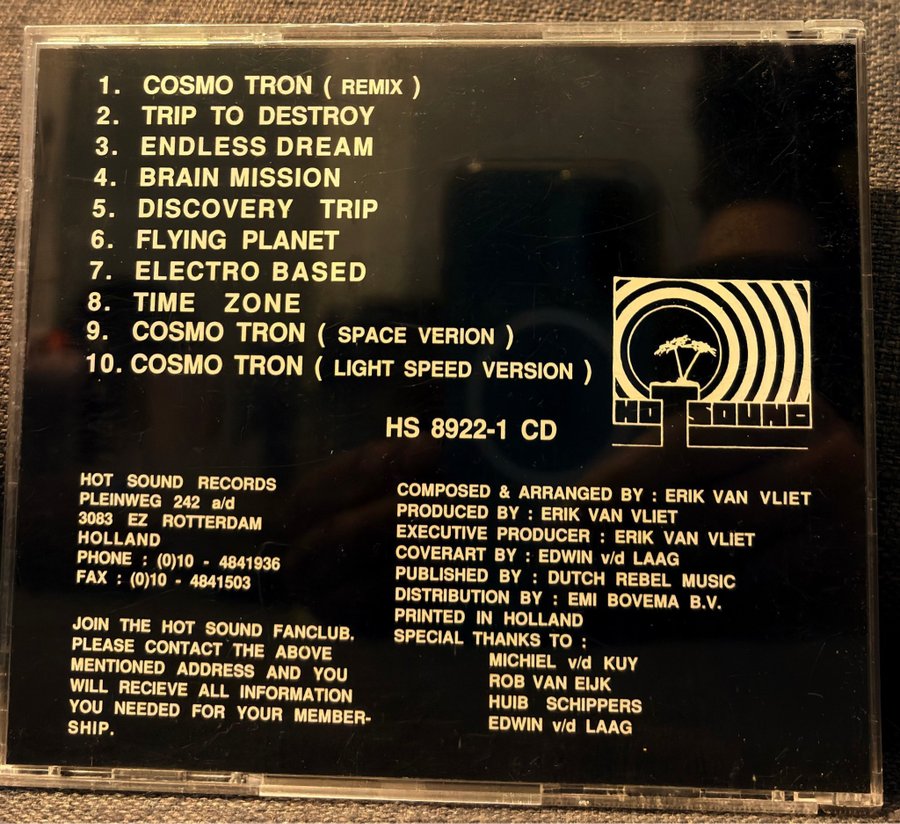 1. COSMO TRON ( REMIX )
2. TRIP TO DESTROY
3. ENDLESS DREAM
4. BRAIN MISSION
5. DISCOVERY TRIP
6. FLYING PLANET
7. ELECTRO BASED
8. TIME ZONE
9. COSMO TRON ( SPACE VERION )
10. COSMO TRON ( LIGHT SPEED VERSION )
HO SOUND
HS 8922-1 CD
HOT SOUND RECORDS
PLEINWEG 242 a/d
3083 EZ ROTTERDAM
HOLLAND
PHONE : (0)10 - 4841936
FAX : (0)10 - 4841503
JOIN THE HOT SOUND FANCLUB.
PLEASE CONTACT THE ABOVE
MENTIONED ADDRESS AND YOU
WILL RECIEVE ALL INFORMATION
YOU NEEDED FOR YOUR MEMBER-
SHIP.
COMPOSED & ARRANGED BY : ERIK VAN VLIET
PRODUCED BY : ERIK VAN VLIET
EXECUTIVE PRODUCER : ERIK VAN VLIET
COVERART BY : EDWIN v/d LAAG
PUBLISHED BY : DUTCH REBEL MUSIC
DISTRIBUTION BY : EMI BOVEMA B.V.
PRINTED IN HOLLAND
SPECIAL THANKS TO :
MICHIEL v/d KUY
ROB VAN EIJK
HUIB SCHIPPERS
EDWIN v/d LAAG